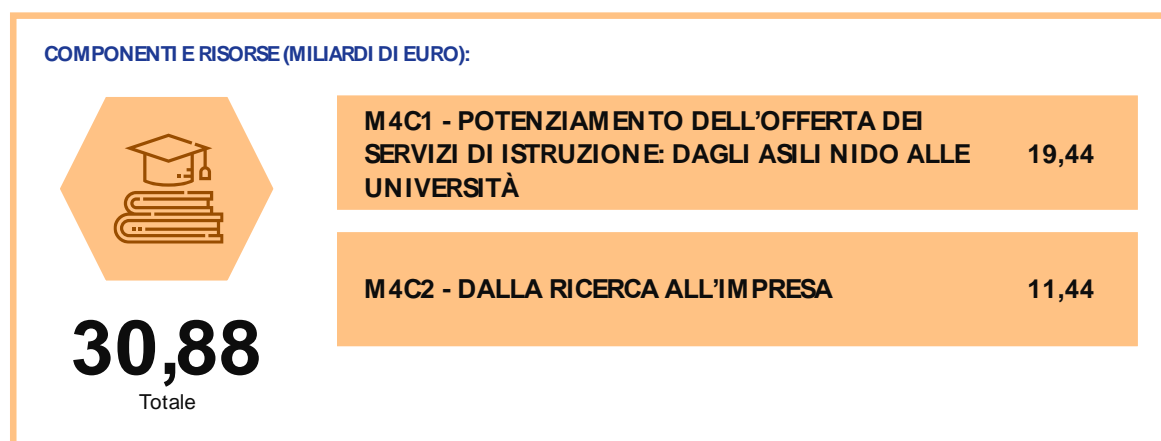 COMPONENTI E RISORSE (MILIARDI DI EURO):
M4C1 - POTENZIAMENTO DELL’OFFERTA DEI
SERVIZI DI ISTRUZIONE: DAGLI ASILI NIDO ALLE
UNIVERSITÀ
19,44
M4C2 - DALLA RICERCA ALL’IMPRESA
11,44
30,88
Totale